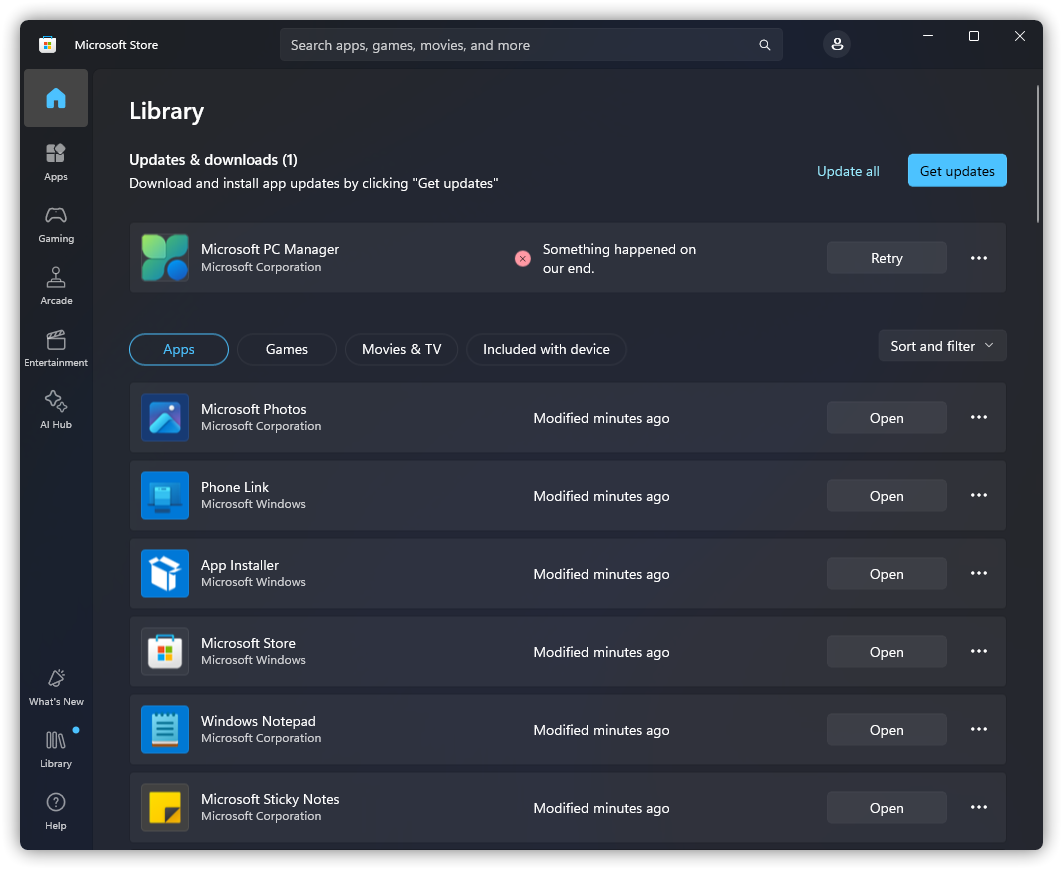 Microsoft Store
Search apps, games, movies, and more
Apps
Gaming
Arcade
Entertainment
AI Hub
What's New
Library
Help
Library
Updates & downloads (1)
Download and install app updates by clicking "Get updates"
Update all
Get updates
Microsoft PC Manager
Microsoft Corporation
Something happened on
our end.
Retry
Apps
Games
Movies & TV
Included with device
Sort and filter
Microsoft Photos
Microsoft Corporation
Modified minutes ago
Open
Phone Link
Microsoft Windows
Modified minutes ago
Open
App Installer
Microsoft Windows
Modified minutes ago
Open
Microsoft Store
Microsoft Windows
Modified minutes ago
Open
Windows Notepad
Microsoft Corporation
Modified minutes ago
Open
Microsoft Sticky Notes
Microsoft Corporation
Modified minutes ago
Open